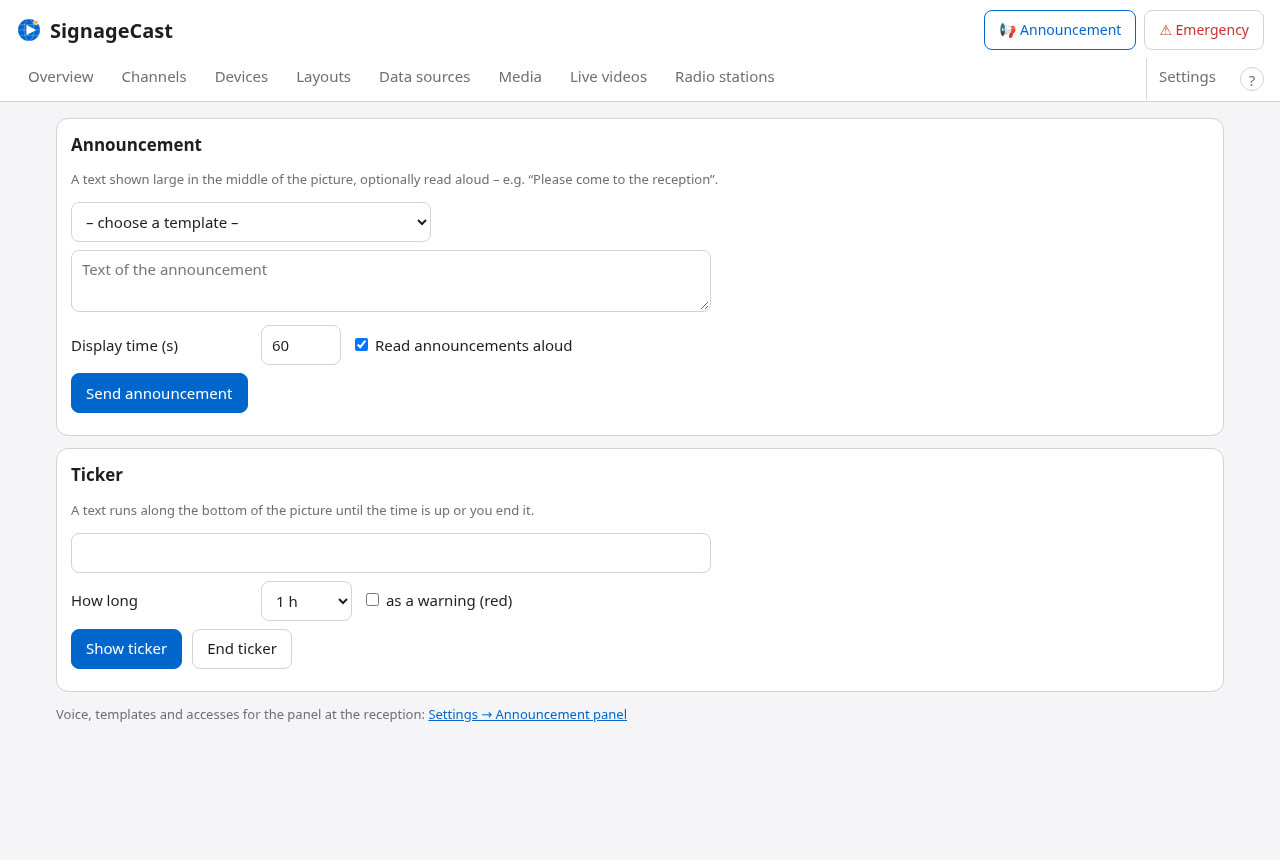 SignageCast
📢 Announcement
⚠ Emergency
Overview Channels Devices Layouts Data sources Media Live videos Radio stations Settings ?
Announcement
A text shown large in the middle of the picture, optionally read aloud – e.g. “Please come to the reception”.
– choose a template –
Text of the announcement
Display time (s) 60 Read announcements aloud
Send announcement
Ticker
A text runs along the bottom of the picture until the time is up or you end it.
How long 1 h as a warning (red)
Show ticker End ticker
Voice, templates and accesses for the panel at the reception: Settings → Announcement panel